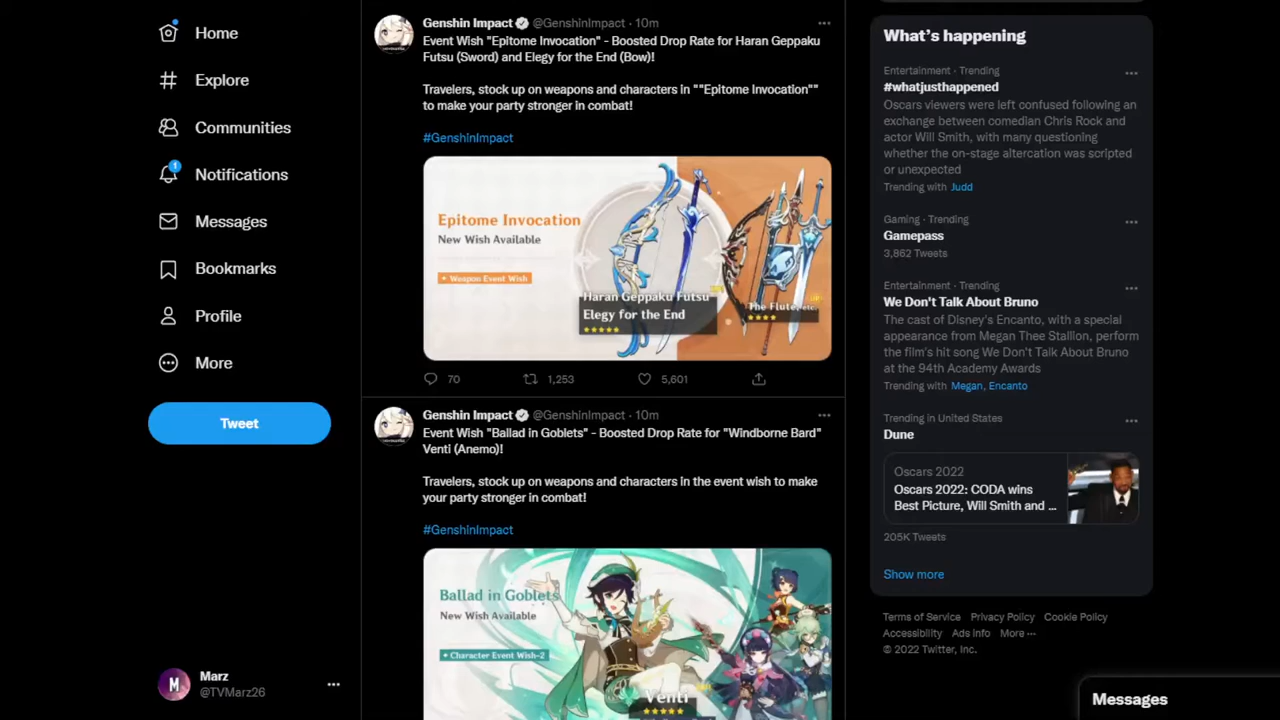 Home
Explore
Communities
1
Notifications
Messages
Bookmarks
Profile
More
Tweet
M
Marz
@TVMarz26
Genshin Impact @GenshinImpact · 10m
Event Wish "Epitome Invocation" - Boosted Drop Rate for Haran Geppaku
Futsu (Sword) and Elegy for the End (Bow)!
Travelers, stock up on weapons and characters in ""Epitome Invocation""
to make your party stronger in combat!
#GenshinImpact
Epitome Invocation
New Wish Available
Weapon Event Wish
Haran Geppaku Futsu
Elegy for the End
The Flute, etc.
70
1,253
5,601
Genshin Impact @GenshinImpact · 10m
Event Wish "Ballad in Goblets" - Boosted Drop Rate for "Windborne Bard"
Venti (Anemo)!
Travelers, stock up on weapons and characters in the event wish to make
your party stronger in combat!
#GenshinImpact
Ballad in Goblets
New Wish Available
Character Event Wish-2
Venti
What's happening
Entertainment · Trending
#whatjusthappened
Oscars viewers were left confused following an
exchange between comedian Chris Rock and
actor Will Smith, with many questioning
whether the on-stage altercation was scripted
or unexpected
Trending with Judd
Gaming · Trending
Gamepass
3,862 Tweets
Entertainment · Trending
We Don't Talk About Bruno
The cast of Disney's Encanto, with a special
appearance from Megan Thee Stallion, perform
the film's hit song We Don't Talk About Bruno
at the 94th Academy Awards
Trending with Megan, Encanto
Trending in United States
Dune
Oscars 2022
Oscars 2022: CODA wins
Best Picture, Will Smith and ...
205K Tweets
Show more
Terms of Service Privacy Policy Cookie Policy
Accessibility Ads info More ···
© 2022 Twitter, Inc.
Messages